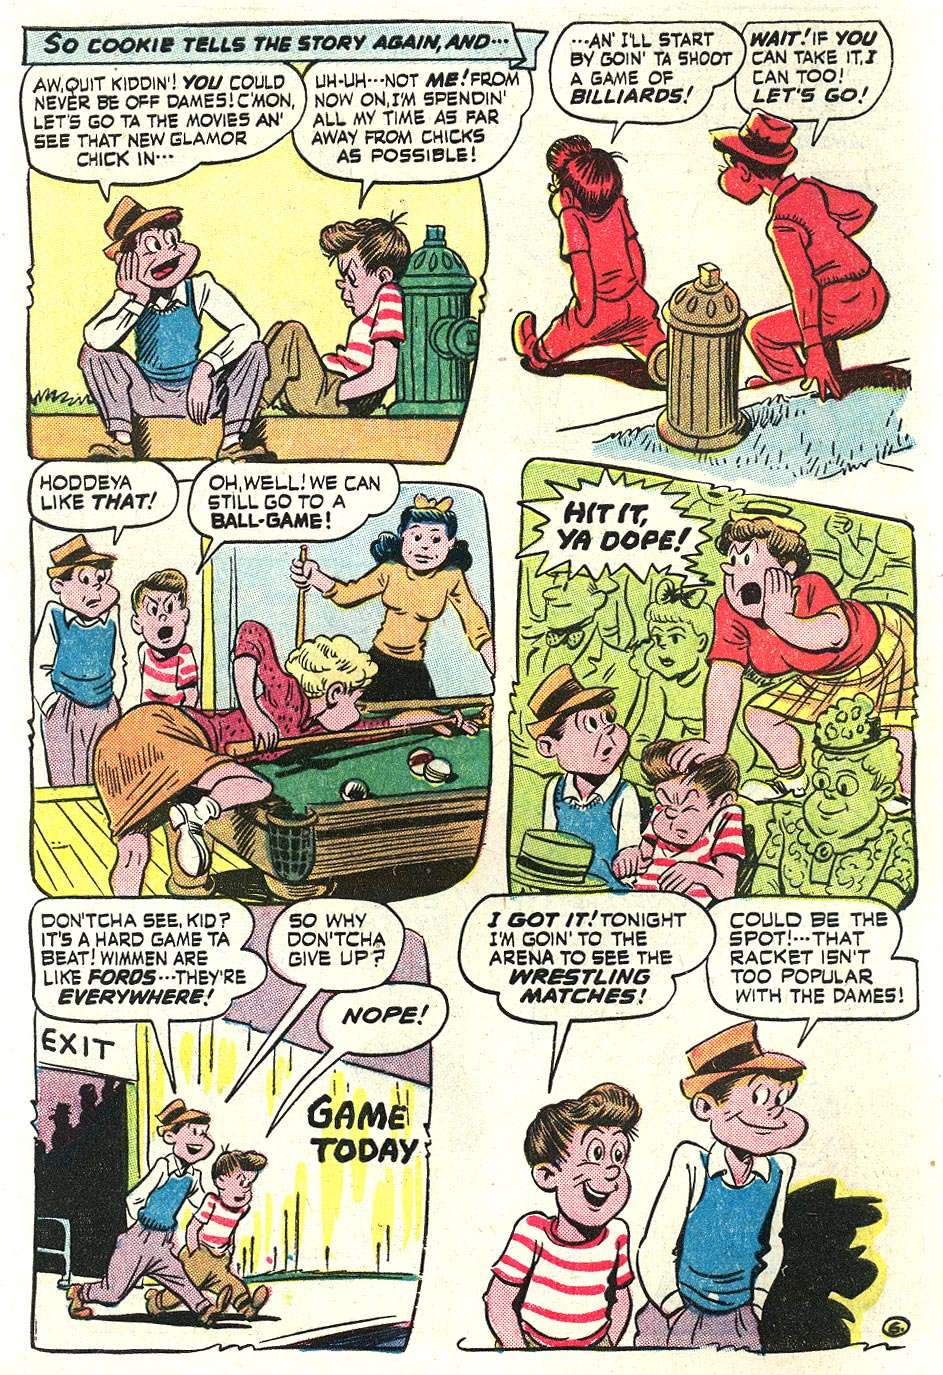 SO COOKIE TELLS THE STORY AGAIN, AND...
AW, QUIT KIDDIN'! YOU COULD
NEVER BE OFF DAMES! C'MON,
LET'S GO TA THE MOVIES AN'
SEE THAT NEW GLAMOR
CHICK IN...
UH-UH...NOT ME! FROM
NOW ON, I'M SPENDIN'
ALL MY TIME AS FAR
AWAY FROM CHICKS
AS POSSIBLE!
...AN' I'LL START
BY GOIN' TA SHOOT
A GAME OF
BILLIARDS!
WAIT! IF YOU
CAN TAKE IT, I
CAN TOO!
LET'S GO!
HODDEYA
LIKE THAT!
OH, WELL! WE CAN
STILL GO TO A
BALL-GAME!
HIT IT,
YA DOPE!
DON'TCHA SEE, KID?
IT'S A HARD GAME TA
BEAT! WIMMEN ARE
LIKE FORDS...THEY'RE
EVERYWHERE!
SO WHY
DON'TCHA
GIVE UP?
NOPE!
EXIT
GAME
TODAY
I GOT IT! TONIGHT
I'M GOIN' TO THE
ARENA TO SEE THE
WRESTLING
MATCHES!
COULD BE THE
SPOT!...THAT
RACKET ISN'T
TOO POPULAR
WITH THE DAMES!
6.